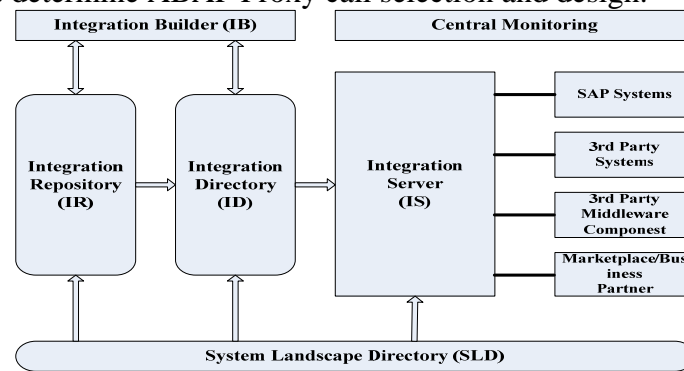 determine ABAP Proxy can selection and design.
Integration Builder (IB)
Central Monitoring
Integration
Repository
(IR)
Integration
Directory
(ID)
Integration
Server
(IS)
SAP Systems
3rd Party
Systems
3rd Party
Middleware
Componest
Marketplace/Bus
iness
Partner
System Landscape Directory (SLD)